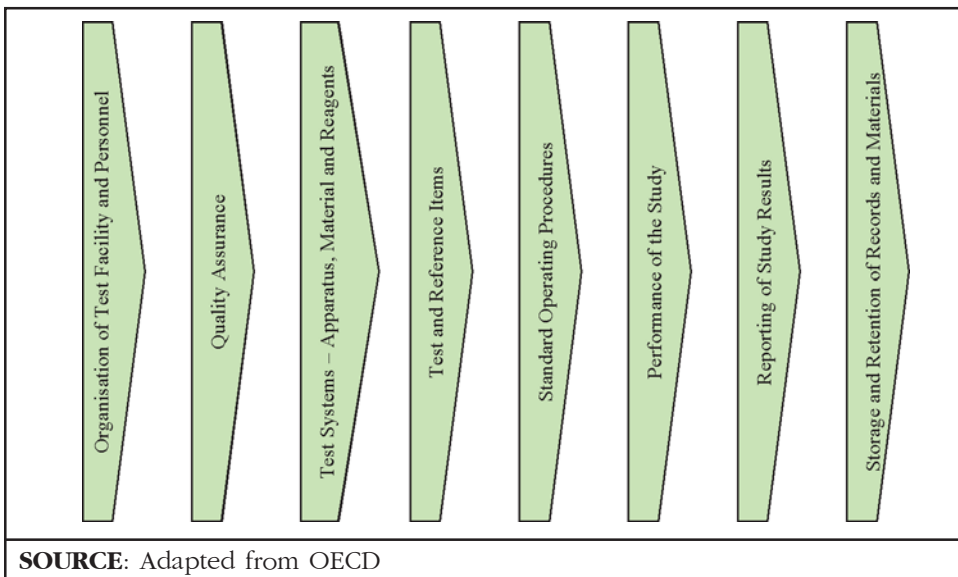 Organisation of Test Facility and Personnel
Quality Assurance
Test Systems – Apparatus, Material and Reagents
Test and Reference Items
Standard Operating Procedures
Performance of the Study
Reporting of Study Results
Storage and Retention of Records and Materials
SOURCE: Adapted from OECD